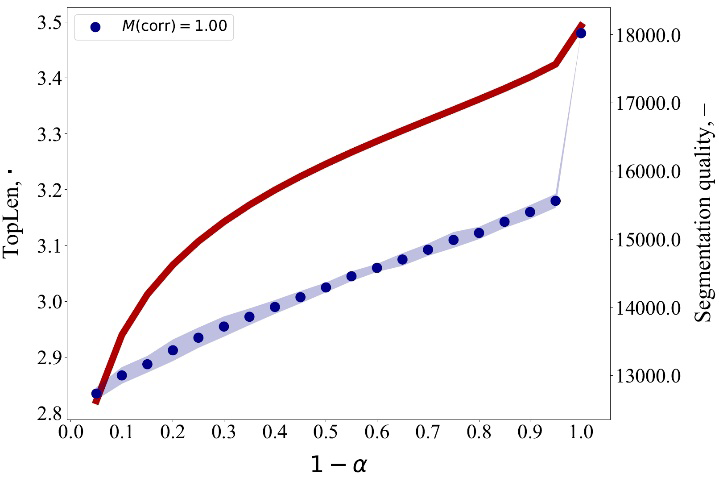 M(corr) = 1.00
3.5
3.4
3.3
3.2
3.1
3.0
2.9
2.8
TopLen, •
18000.0
17000.0
16000.0
15000.0
14000.0
13000.0
Segmentation quality, –
0.0 0.1 0.2 0.3 0.4 0.5 0.6 0.7 0.8 0.9 1.0
1 − α